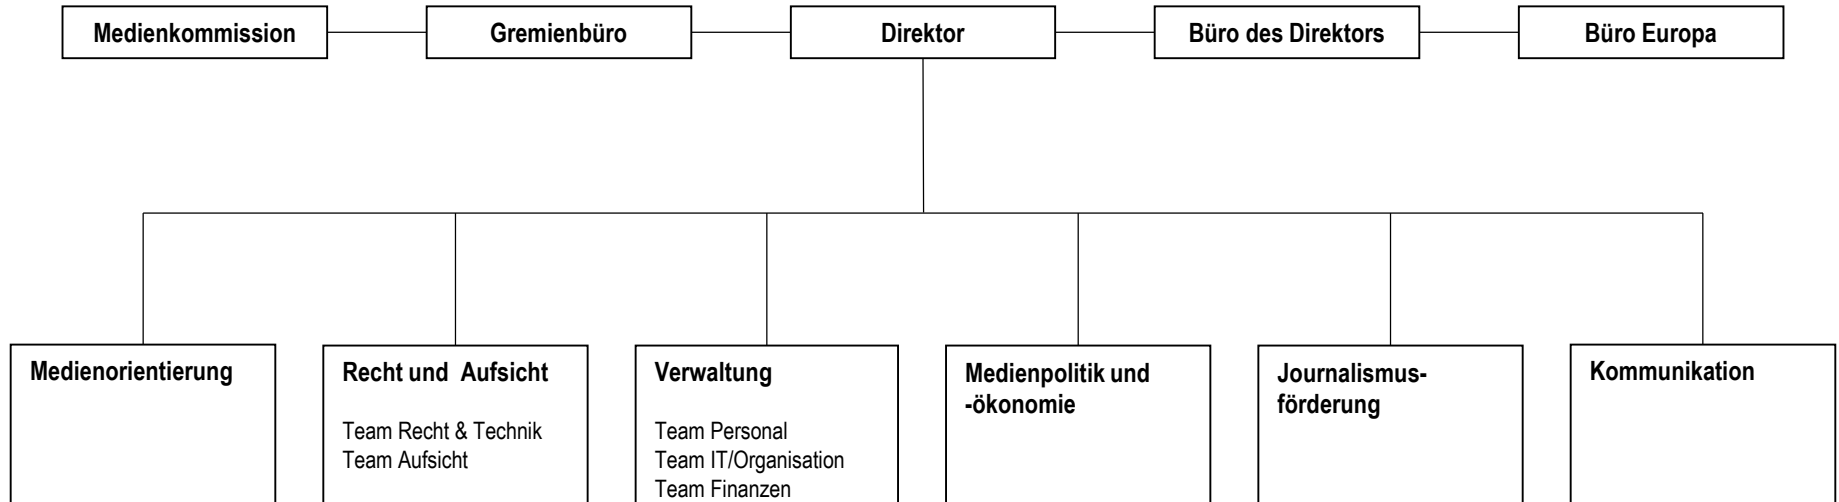 Medienkommission
Gremienbüro
Direktor
Büro des Direktors
Büro Europa
Medienorientierung
Recht und Aufsicht
Team Recht & Technik
Team Aufsicht
Verwaltung
Team Personal
Team IT/Organisation
Team Finanzen
Medienpolitik und
-ökonomie
Journalismus-
förderung
Kommunikation